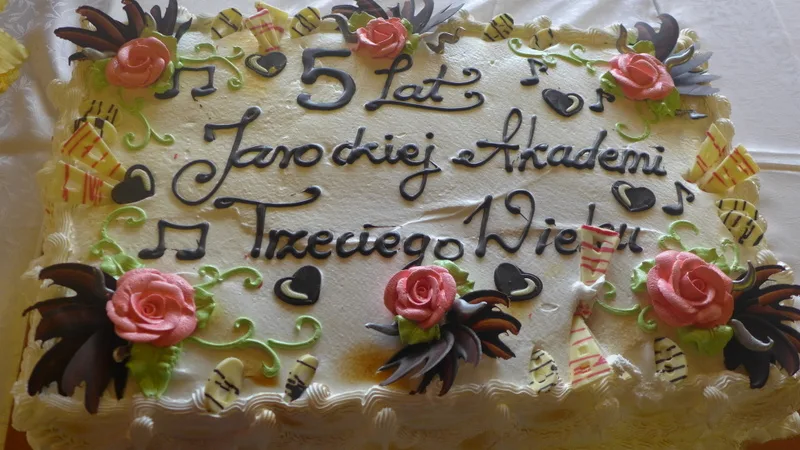 5 Lat
Jarockiej Akademi
Trzeciego Wieku